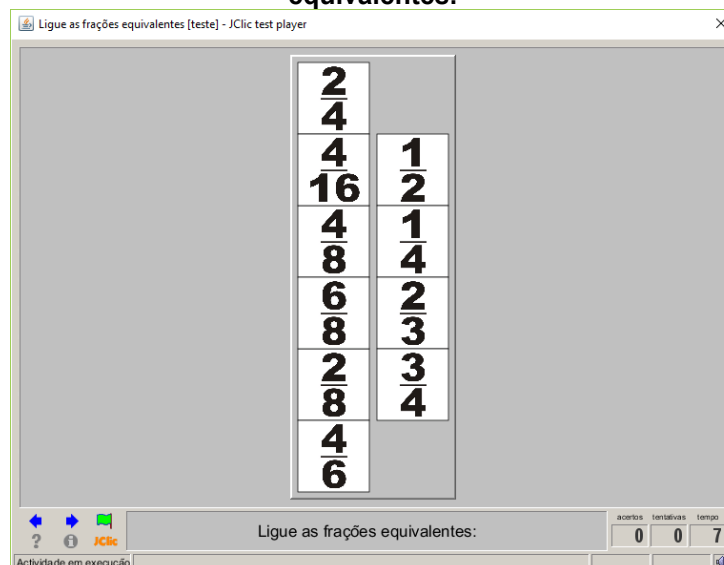 equivalentes.
Ligue as frações equivalentes [teste] - JClic test player
2
4
4
16
1
2
4
8
1
4
6
8
2
3
2
8
3
4
4
6
JClic
Ligue as frações equivalentes:
acertos tentativas tempo
0 0 7
Actividade em execução